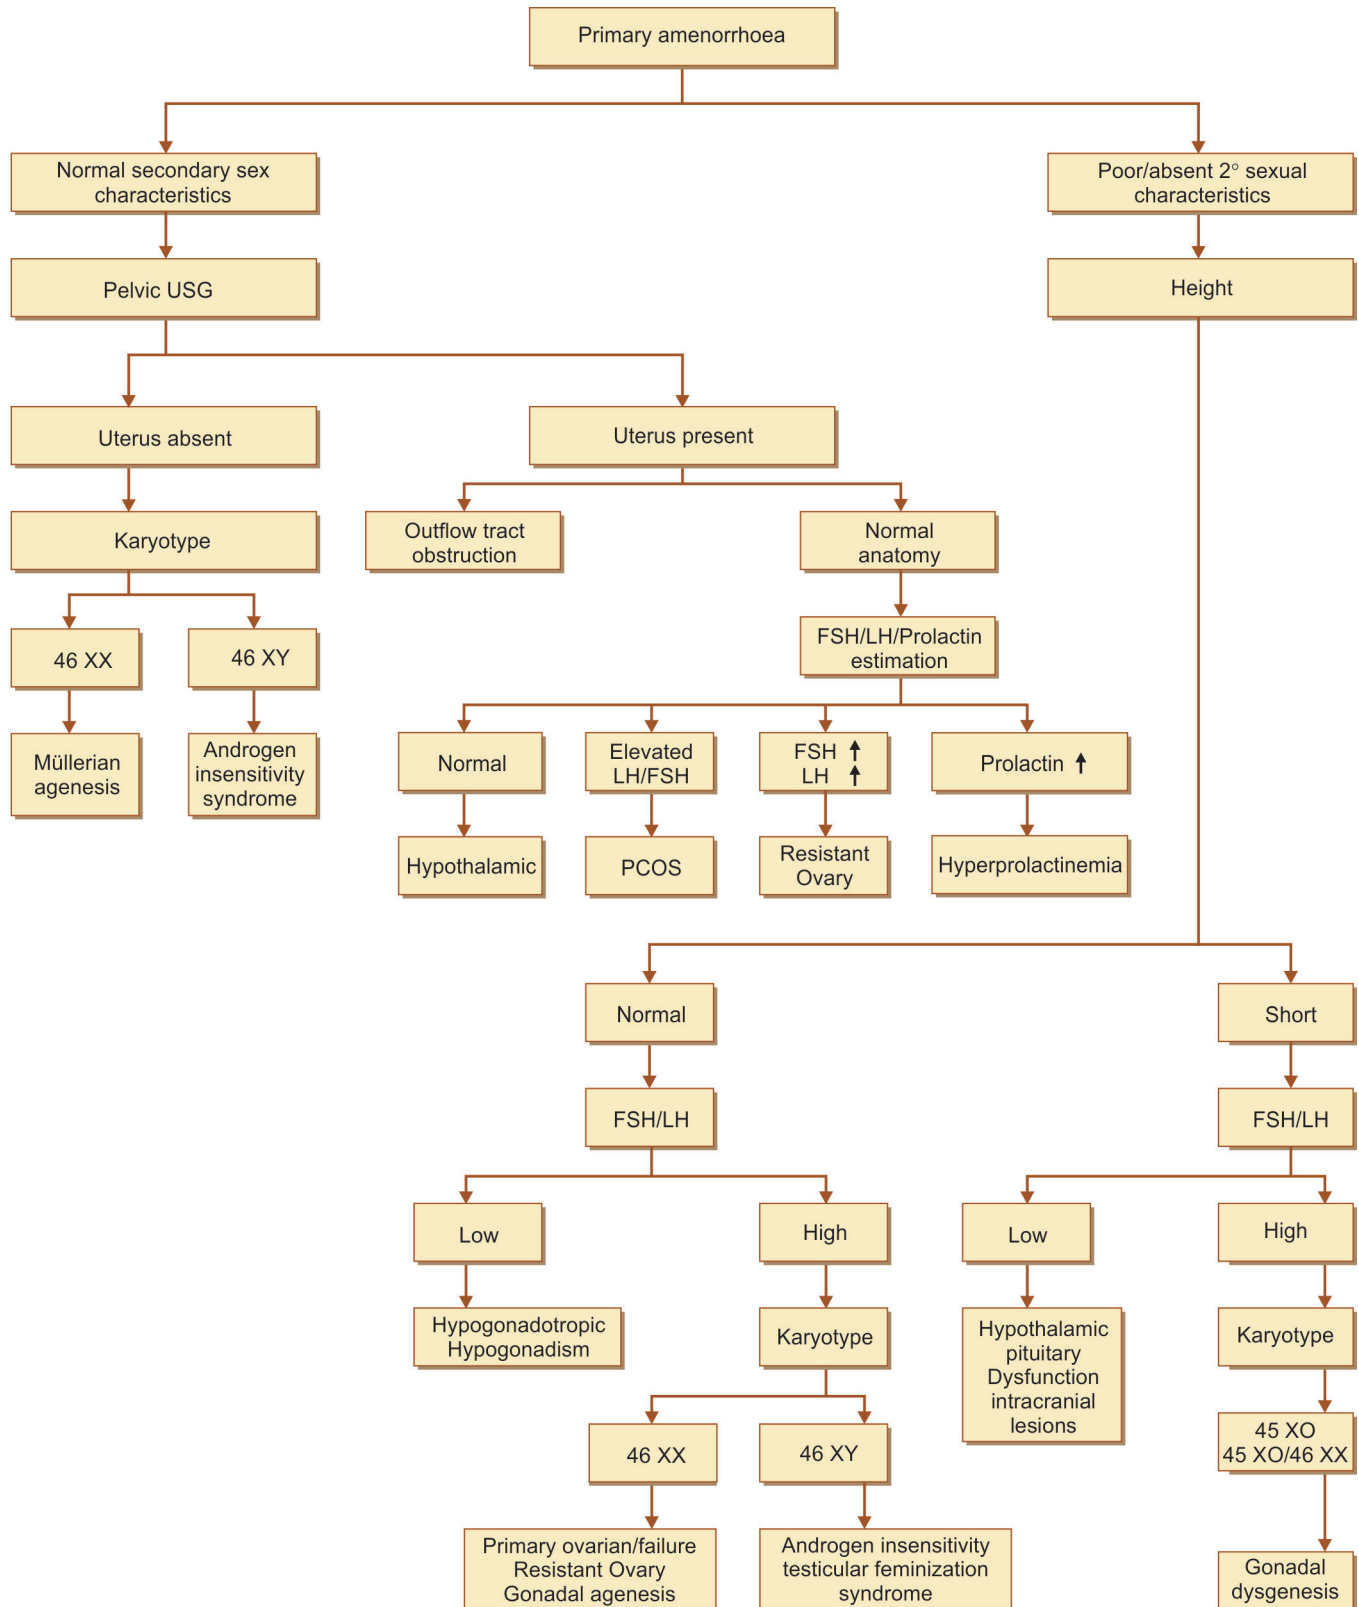 Primary amenorrhoea
Normal secondary sex
characteristics
Poor/absent 2° sexual
characteristics
Pelvic USG
Height
Uterus absent
Uterus present
Karyotype
Outflow tract
obstruction
Normal
anatomy
46 XX
46 XY
FSH/LH/Prolactin
estimation
Müllerian
agenesis
Androgen
insensitivity
syndrome
Normal
Elevated
LH/FSH
FSH ↑
LH ↑
Prolactin ↑
Hypothalamic
PCOS
Resistant
Ovary
Hyperprolactinemia
Normal
Short
FSH/LH
FSH/LH
Low
High
Low
High
Hypogonadotropic
Hypogonadism
Karyotype
Hypothalamic
pituitary
Dysfunction
intracranial
lesions
Karyotype
46 XX
46 XY
45 XO
45 XO/46 XX
Primary ovarian/failure
Resistant Ovary
Gonadal agenesis
Androgen insensitivity
testicular feminization
syndrome
Gonadal
dysgenesis